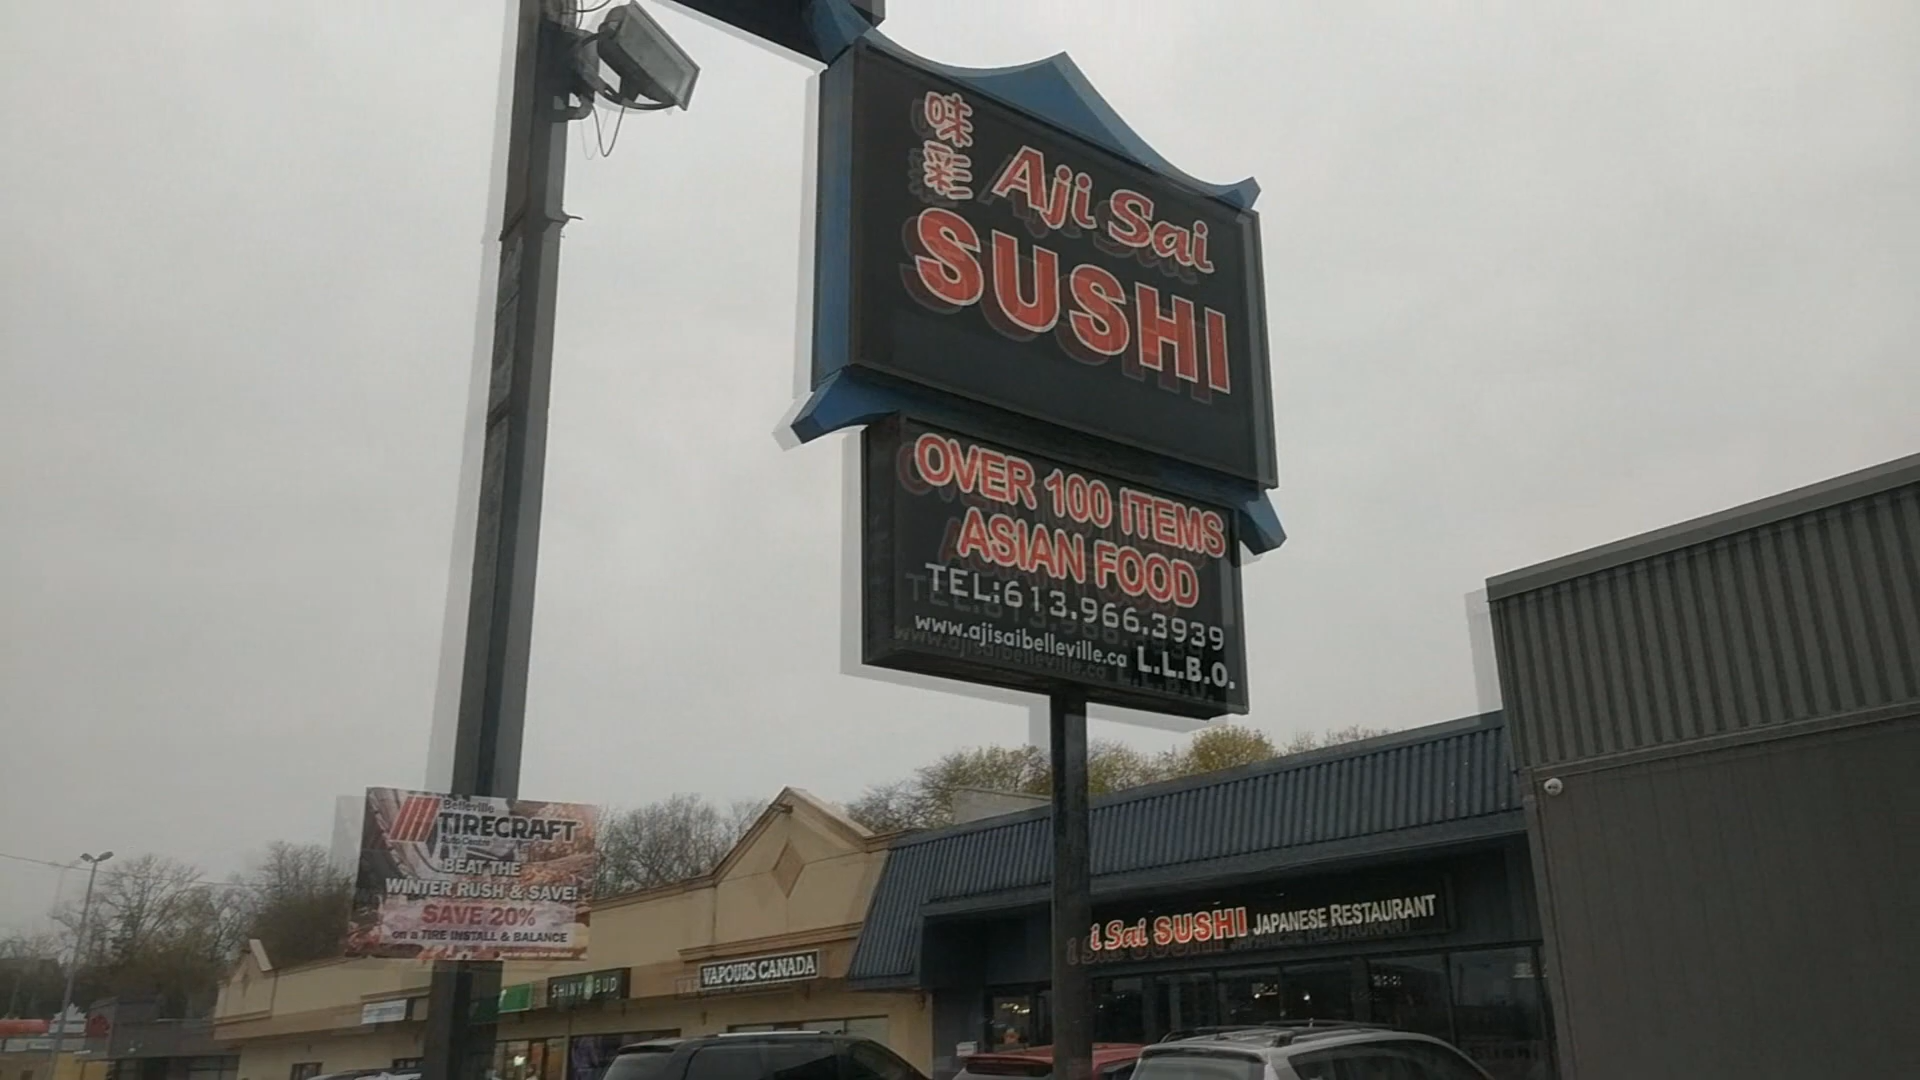 味彩
Aji Sai
SUSHI
OVER 100 ITEMS
ASIAN FOOD
TEL:613.966.3939
www.ajisaibelleville.ca L.L.B.O.
Belleville
TIRECRAFT
Auto Centre
BEAT THE
WINTER RUSH & SAVE!
SAVE 20%
on a TIRE INSTALL & BALANCE
SHINY BUD
VAPOURS CANADA
i Sai SUSHI JAPANESE RESTAURANT